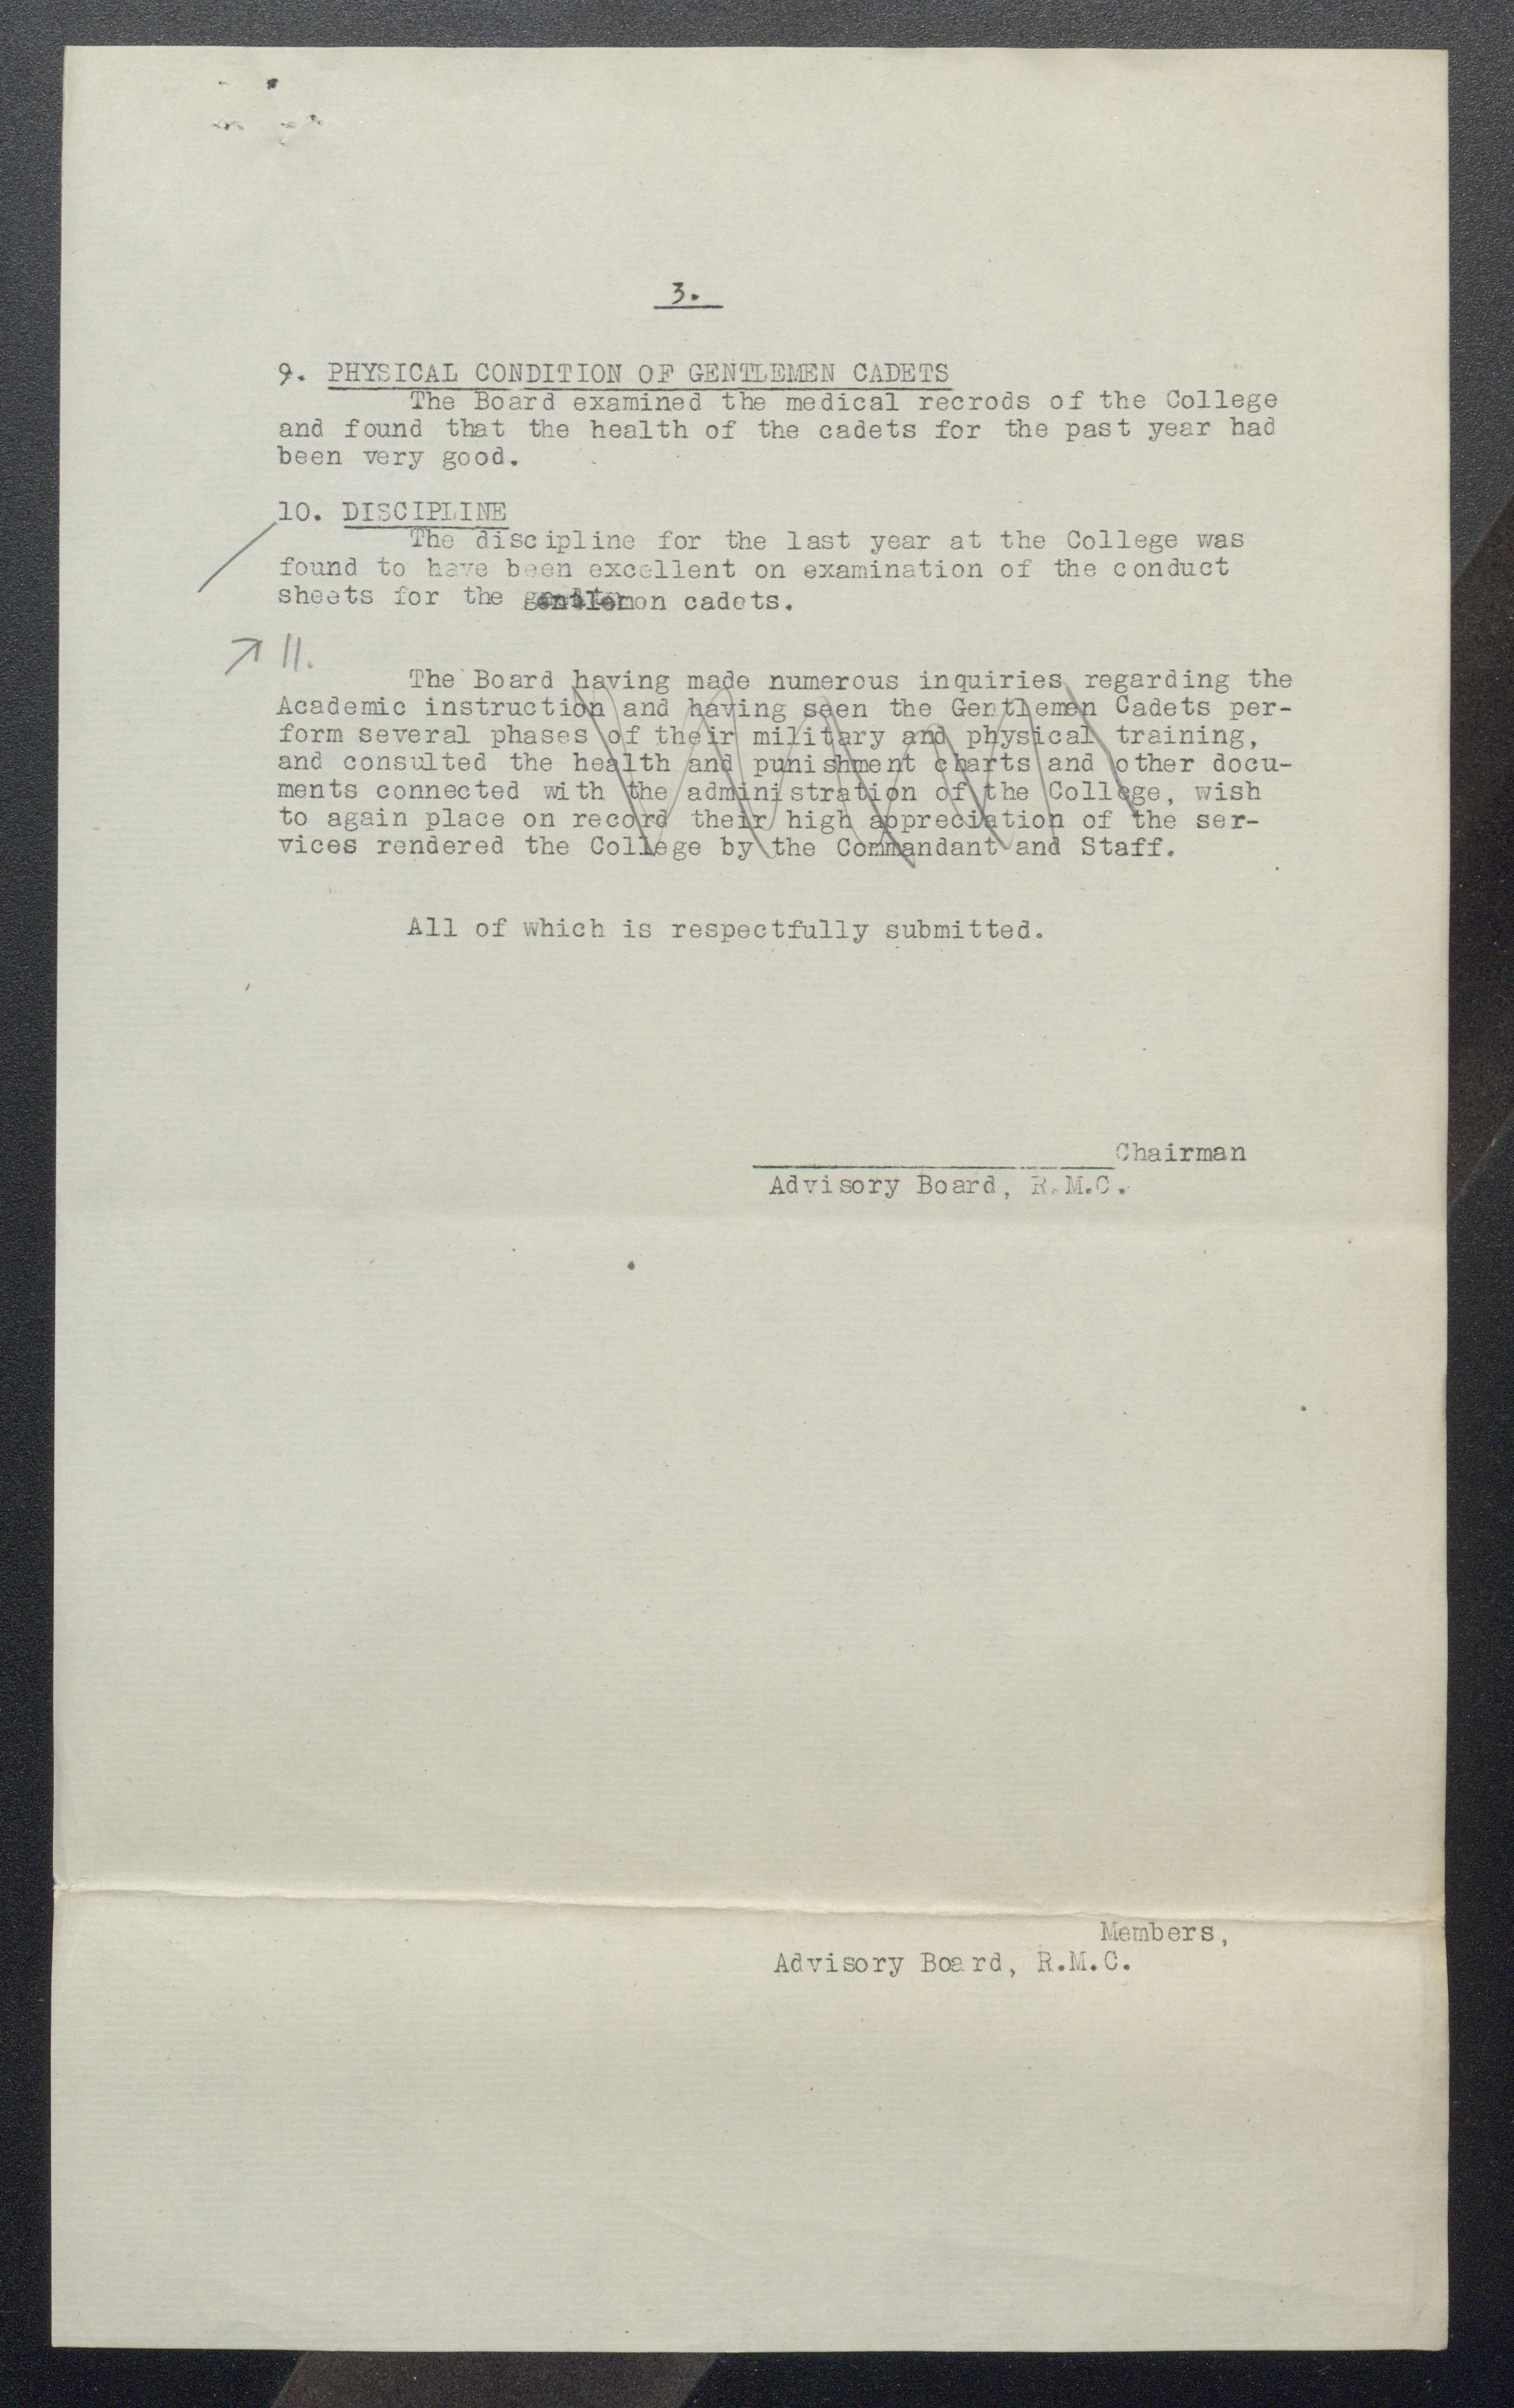 3.
9. PHYSICAL CONDITION OF GENTLEMEN CADETS
The Board examined the medical recrods of the College
and found that the health of the cadets for the past year had
been very good.
10. DISCIPLINE
The discipline for the last year at the College was
found to have been excellent on examination of the conduct
sheets for the gentlemen cadets.
11.
The Board having made numerous inquiries regarding the
Academic instruction and having seen the Gentlemen Cadets per-
form several phases of their military and physical training,
and consulted the health and punishment charts and other docu-
ments connected with the administration of the College, wish
to again place on record their high appreciation of the ser-
vices rendered the College by the Commandant and Staff.
All of which is respectfully submitted.
Chairman
Advisory Board, R.M.C.
Members,
Advisory Board, R.M.C.